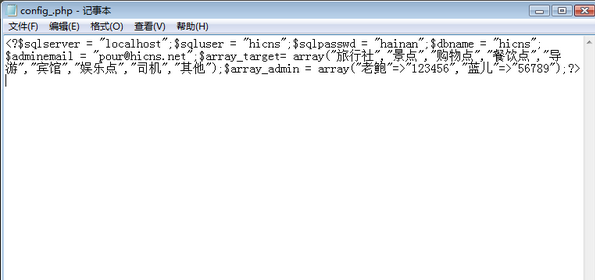 config_.php - 记事本
文件(F) 编辑(E) 格式(O) 查看(V) 帮助(H)
<?$sqlserver = "localhost";$sqluser = "hicns";$sqlpasswd = "hainan";$dbname = "hicns";
$adminemail = "pour@hicns.net";$array_target= array("旅行社","景点","购物点","餐饮点","导
游","宾馆","娱乐点","司机","其他");$array_admin = array("老鲍"=>"123456","蓝儿"=>"56789");?>